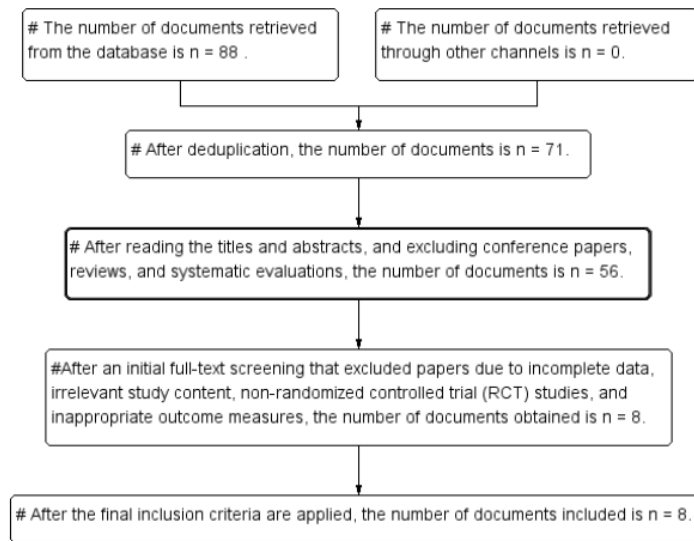 # The number of documents retrieved
from the database is n = 88 .
# The number of documents retrieved
through other channels is n = 0.
# After deduplication, the number of documents is n = 71.
# After reading the titles and abstracts, and excluding conference papers,
reviews, and systematic evaluations, the number of documents is n = 56.
#After an initial full-text screening that excluded papers due to incomplete data,
irrelevant study content, non-randomized controlled trial (RCT) studies, and
inappropriate outcome measures, the number of documents obtained is n = 8.
# After the final inclusion criteria are applied, the number of documents included is n = 8.